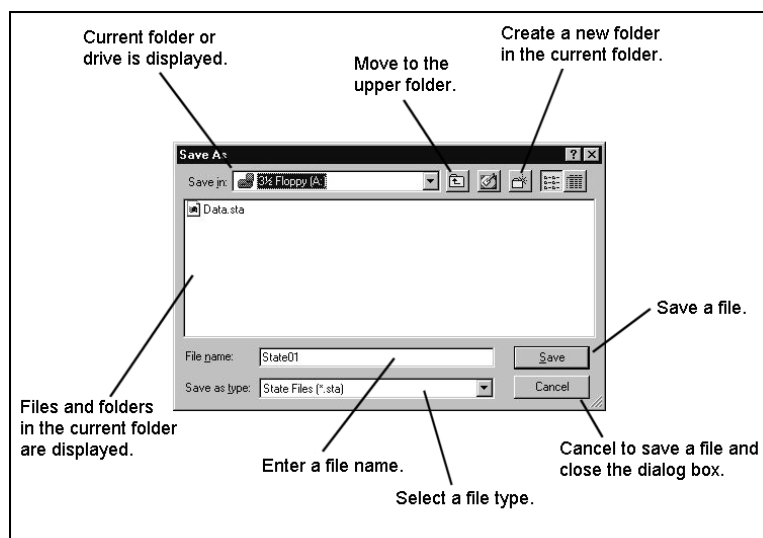 Current folder or
drive is displayed.
Move to the
upper folder.
Create a new folder
in the current folder.
Save As
Save in:
3½ Floppy (A:
Data.sta
Save a file.
File name:
State01
Save
Save as type:
State Files (*.sta)
Cancel
Files and folders
in the current folder
are displayed.
Enter a file name.
Select a file type.
Cancel to save a file and
close the dialog box.